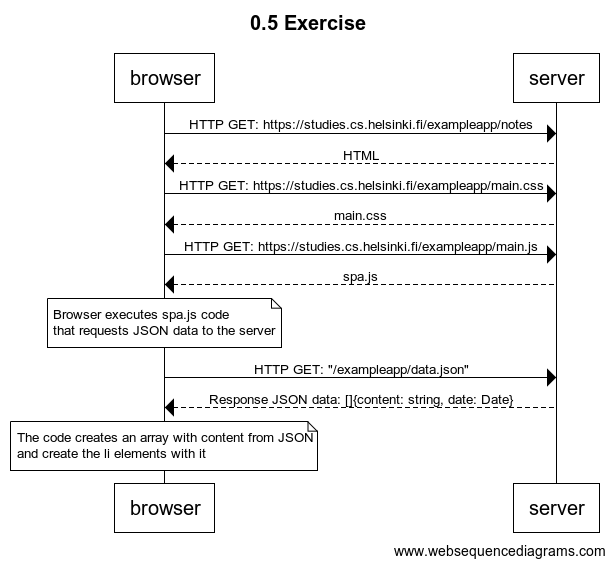 0.5 Exercise
browser
server
HTTP GET: https://studies.cs.helsinki.fi/exampleapp/notes
HTML
HTTP GET: https://studies.cs.helsinki.fi/exampleapp/main.css
main.css
HTTP GET: https://studies.cs.helsinki.fi/exampleapp/main.js
spa.js
Browser executes spa.js code
that requests JSON data to the server
HTTP GET: "/exampleapp/data.json"
Response JSON data: []{content: string, date: Date}
The code creates an array with content from JSON
and create the li elements with it
browser
server
www.websequencediagrams.com